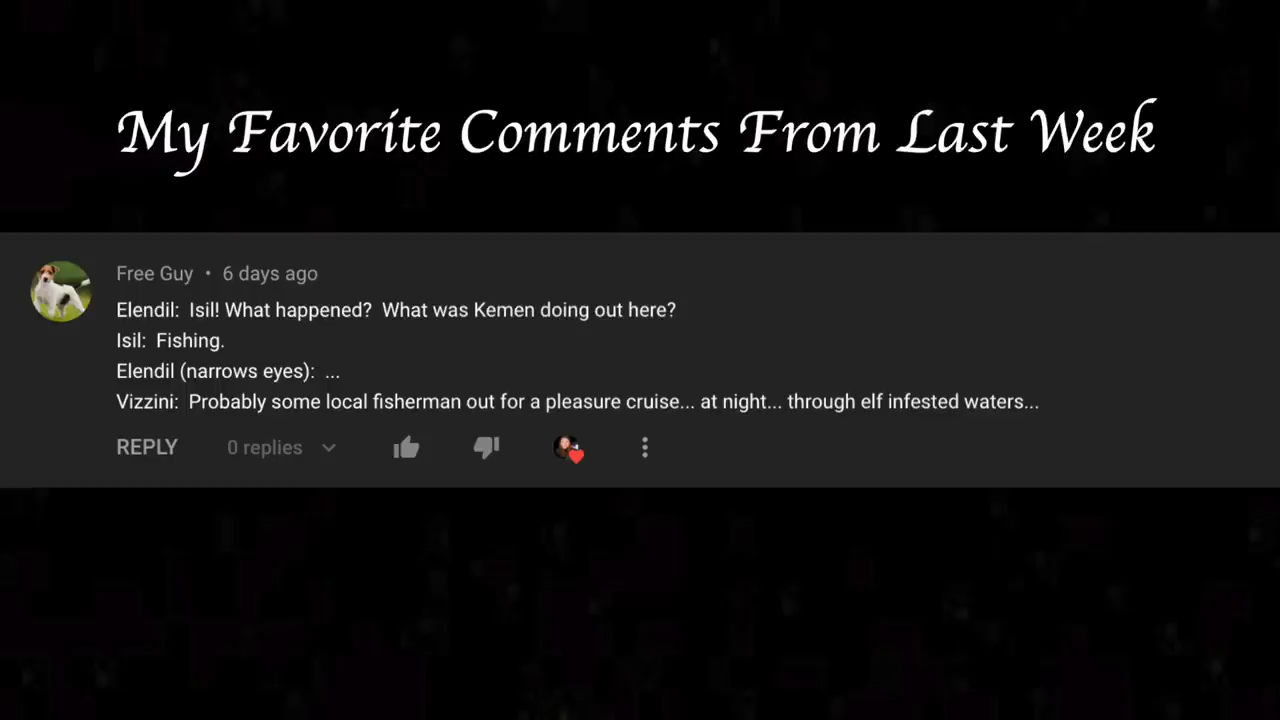 My Favorite Comments From Last Week
Free Guy • 6 days ago
Elendil:  Isil! What happened?  What was Kemen doing out here?
Isil:  Fishing.
Elendil (narrows eyes):  ...
Vizzini:  Probably some local fisherman out for a pleasure cruise... at night... through elf infested waters...
REPLY 0 replies